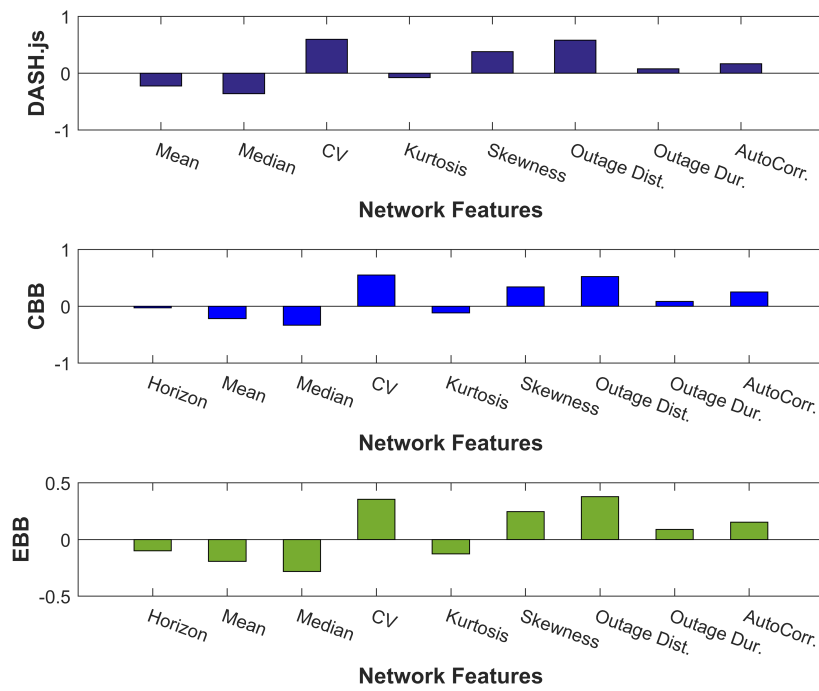 1
0
-1
DASH.js
Mean
Median
CV
Kurtosis
Skewness
Outage Dist.
Outage Dur.
AutoCorr.
Network Features
1
0
-1
CBB
Horizon
Mean
Median
CV
Kurtosis
Skewness
Outage Dist.
Outage Dur.
AutoCorr.
Network Features
0.5
0
-0.5
EBB
Horizon
Mean
Median
CV
Kurtosis
Skewness
Outage Dist.
Outage Dur.
AutoCorr.
Network Features